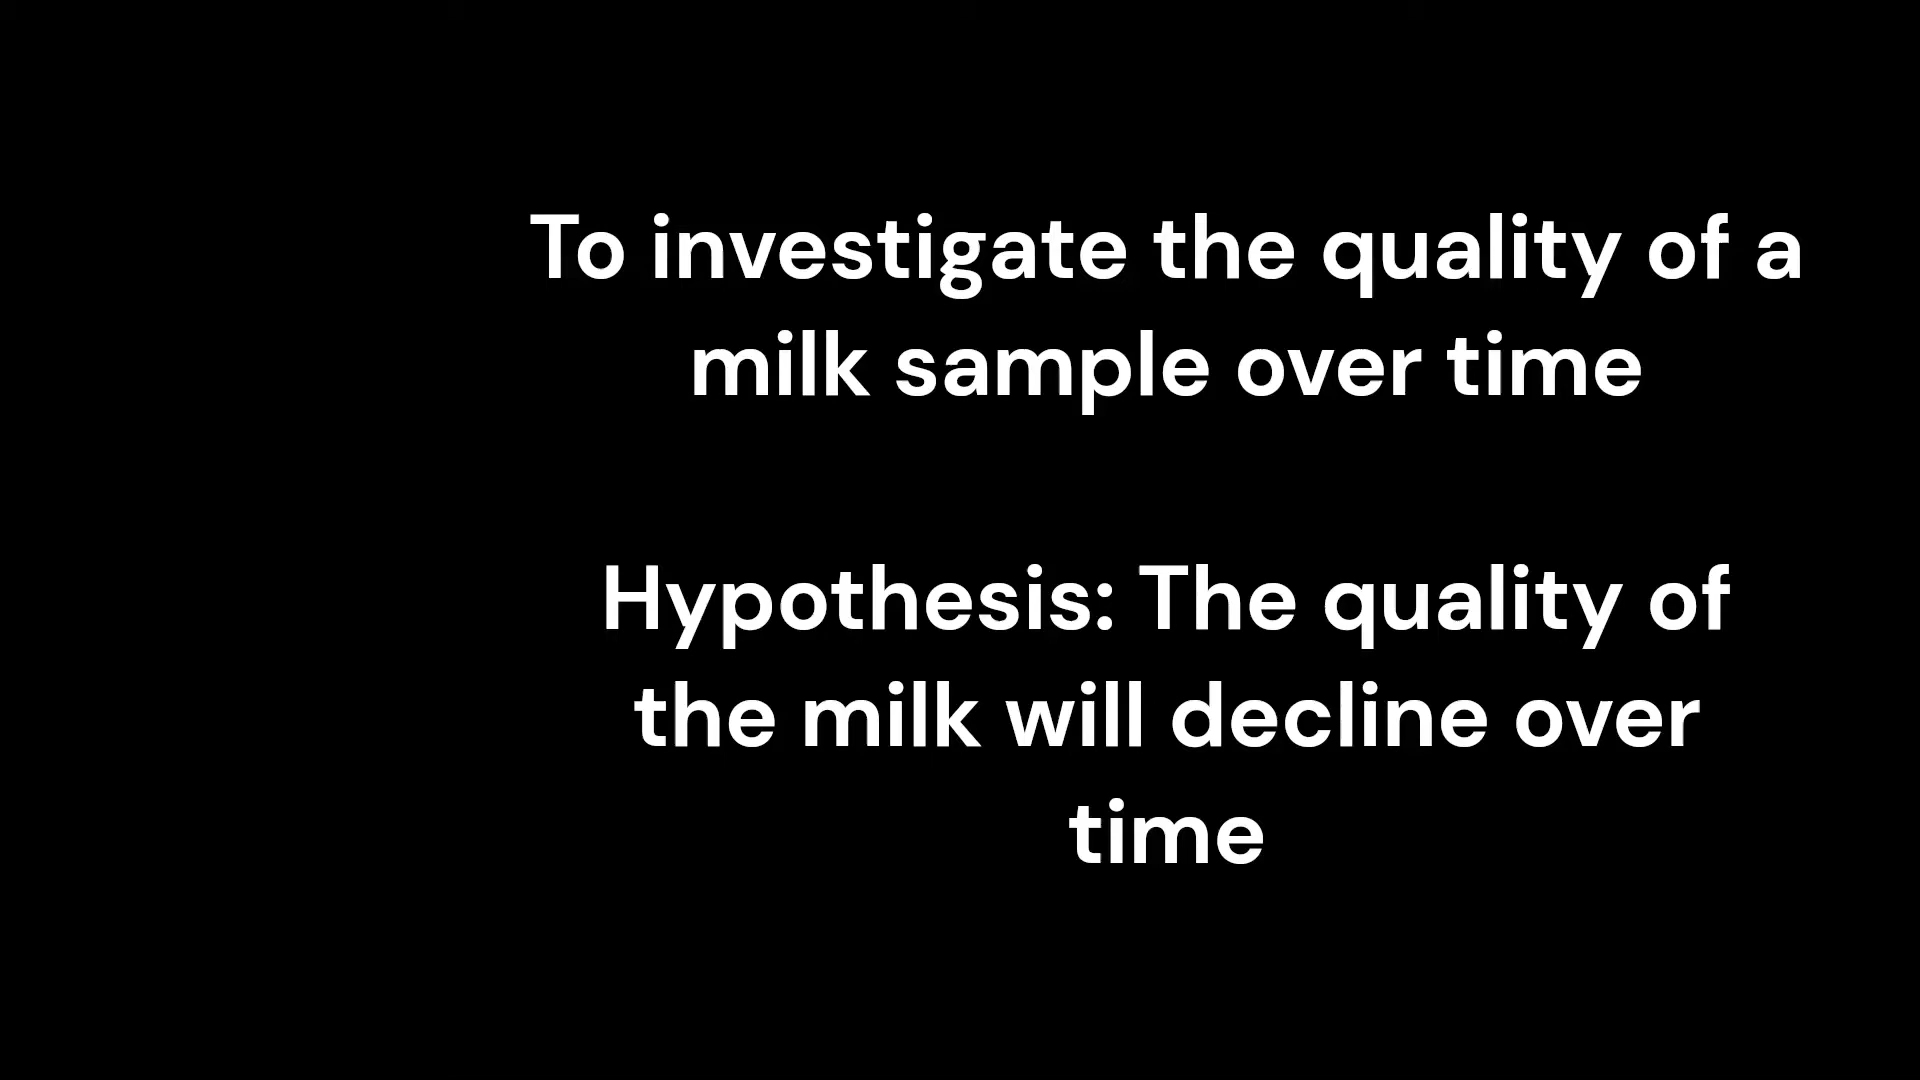 To investigate the quality of a
milk sample over time
Hypothesis: The quality of
the milk will decline over
time